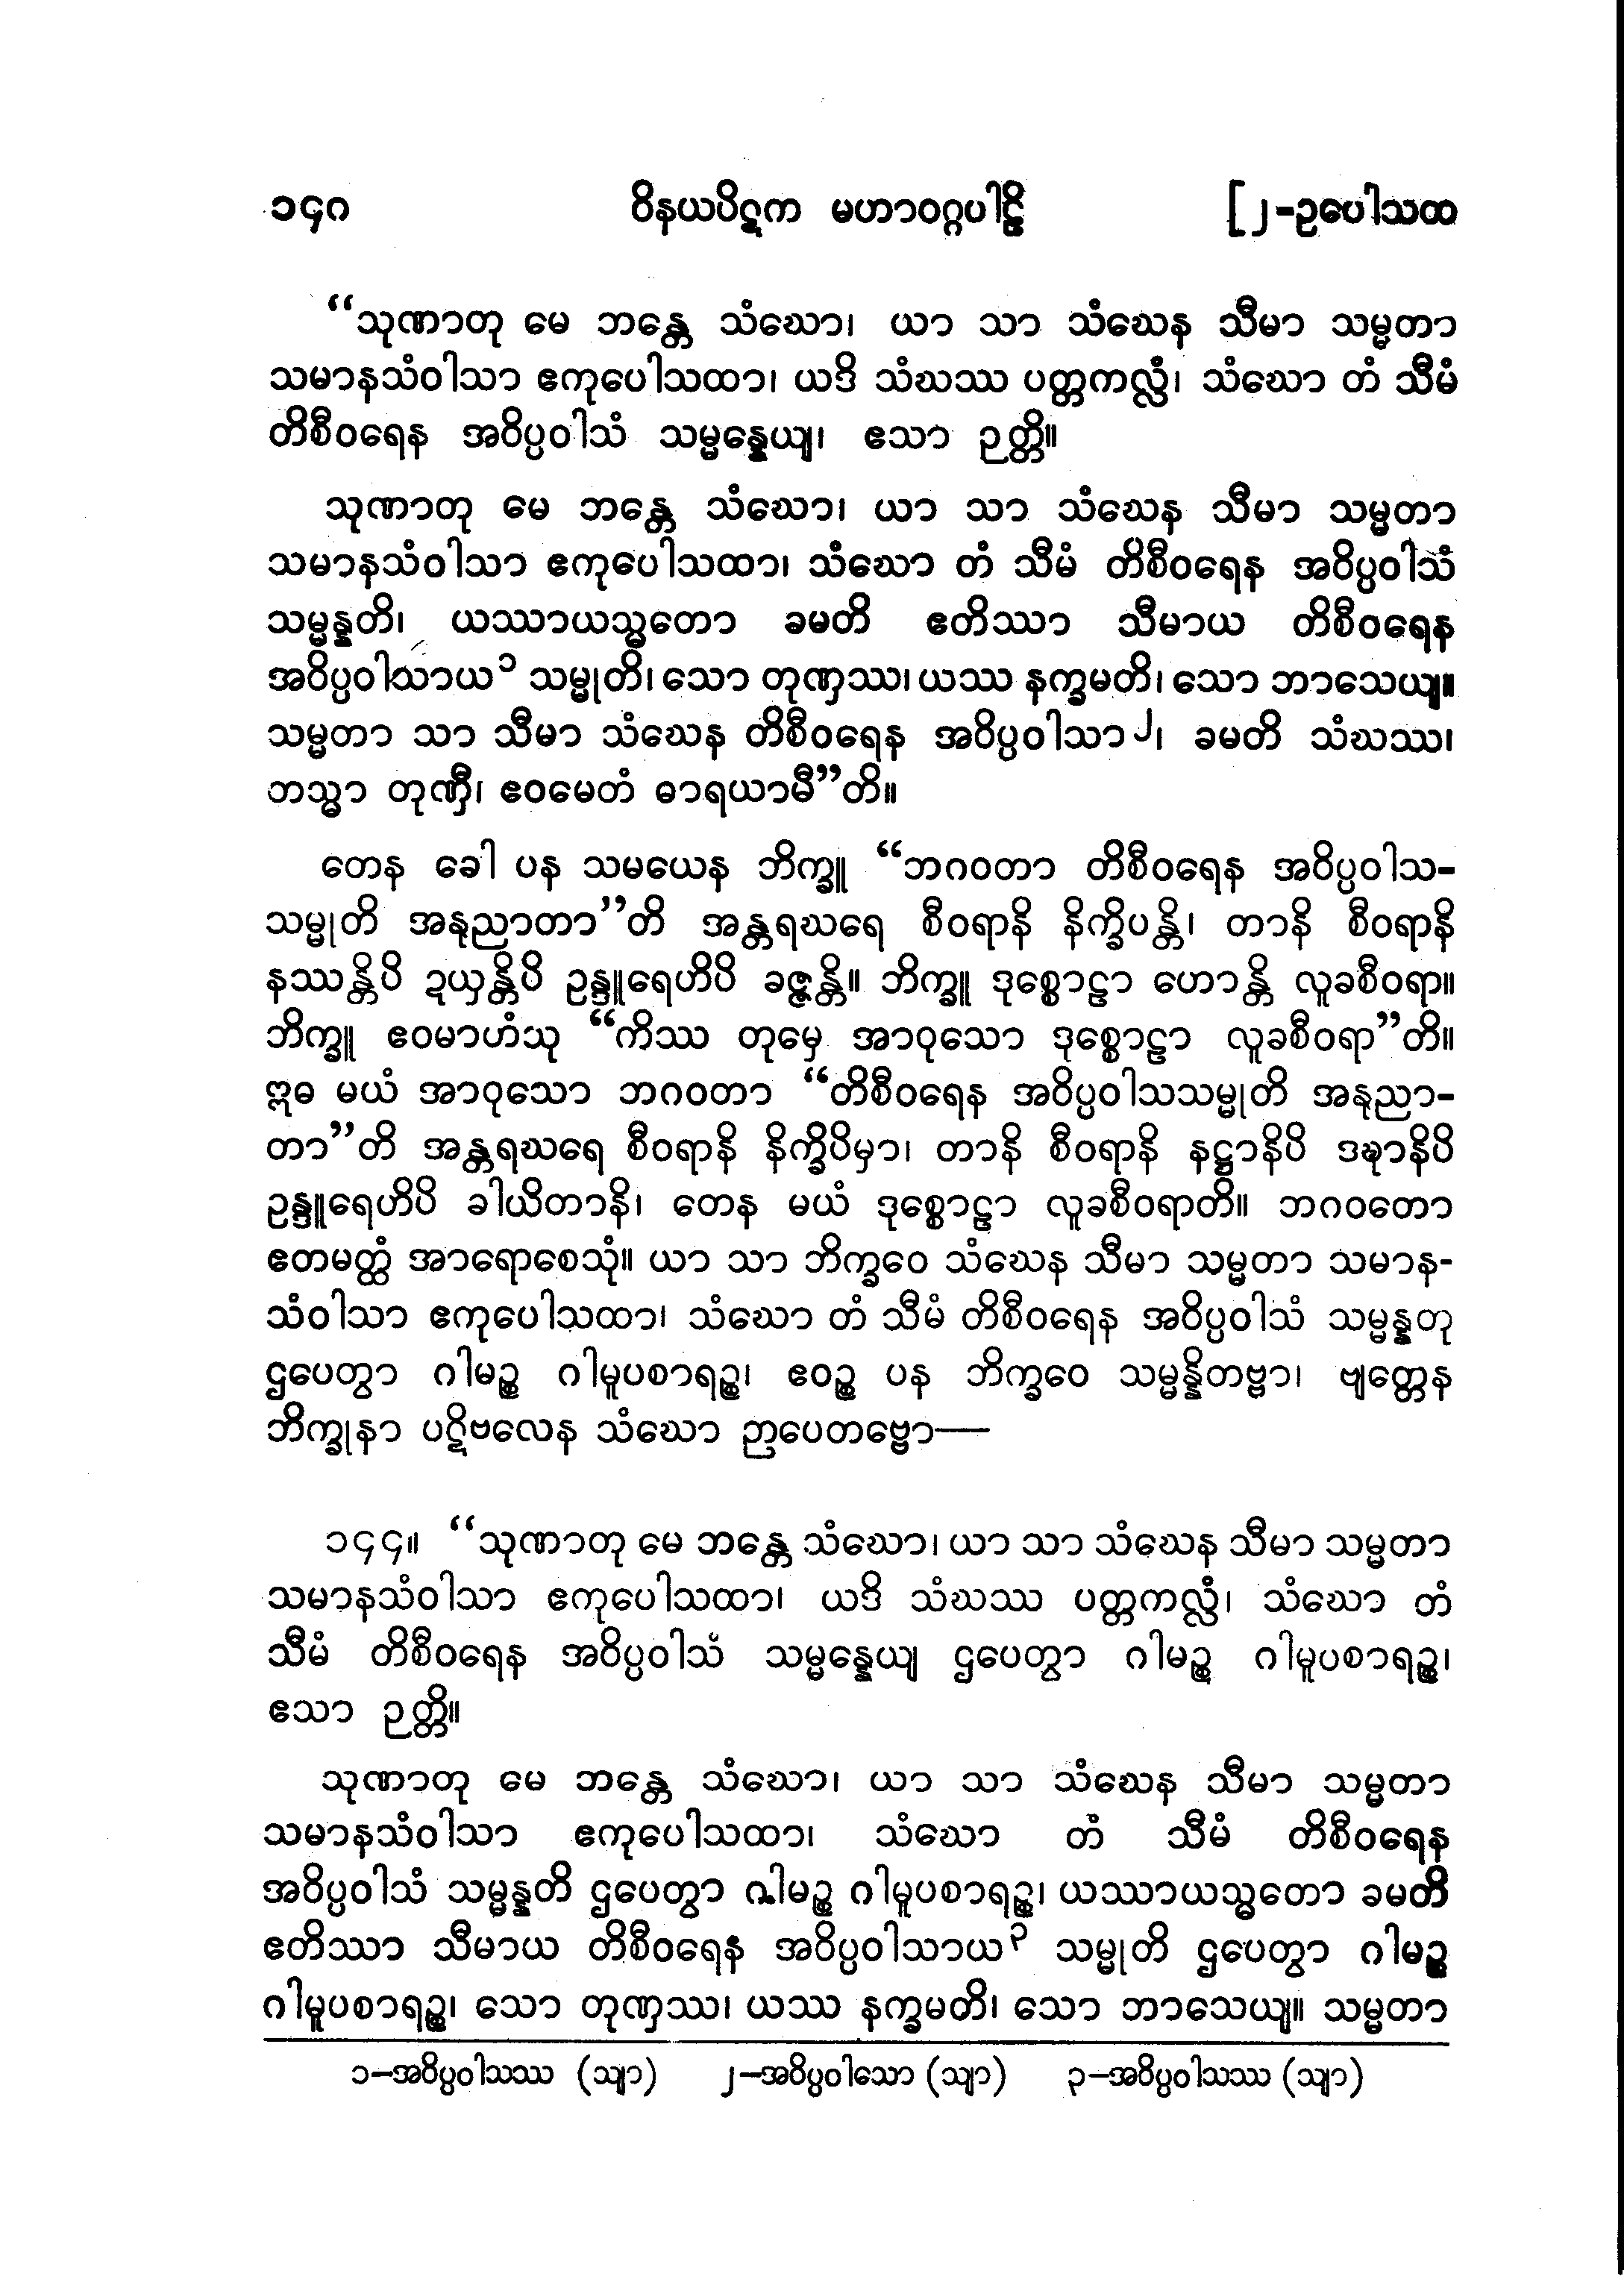 ၁၄၈ ဝိနယပိဋက မဟာဝဂ္ဂပါဠိ [၂-ဥပေါသထ
“သုဏာတု မေ ဘန္တေ သံဃော၊ ယာ သာ သံဃေန သီမာ သမ္မတာ
သမာနသံဝါသာ ဧကုပေါသထာ၊ ယဒိ သံဃဿ ပတ္တကလ္လံ၊ သံဃော တံ သီမံ
တိစီဝရေန အဝိပ္ပဝါသံ သမ္မန္နေယျ၊ ဧသာ ဉတ္တိ။
သုဏာတု မေ ဘန္တေ သံဃော၊ ယာ သာ သံဃေန သီမာ သမ္မတာ
သမာနသံဝါသာ ဧကုပေါသထာ၊ သံဃော တံ သီမံ တိစီဝရေန အဝိပ္ပဝါသံ
သမ္မန္နတိ၊ ယဿာယသ္မတော ခမတိ ဧတိဿာ သီမာယ တိစီဝရေန
အဝိပ္ပဝါသာယ၁ သမ္မုတိ၊ သော တုဏှဿ၊ ယဿ နက္ခမတိ၊ သော ဘာသေယျ။
သမ္မတာ သာ သီမာ သံဃေန တိစီဝရေန အဝိပ္ပဝါသာ၂၊ ခမတိ သံဃဿ၊
တသ္မာ တုဏှီ၊ ဧဝမေတံ ဓာရယာမီ”တိ။
တေန ခေါ ပန သမယေန ဘိက္ခူ “ဘဂဝတာ တိစီဝရေန အဝိပ္ပဝါသ-
သမ္မုတိ အနုညာတာ”တိ အန္တရဃရေ စီဝရာနိ နိက္ခိပန္တိ၊ တာနိ စီဝရာနိ
နဿန္တိပိ ဍယှန္တိပိ ဥန္ဒူရေဟိပိ ခဇ္ဇန္တိ။ ဘိက္ခူ ဒုစ္စောဠာ ဟောန္တိ လူခစီဝရာ။
ဘိက္ခူ ဧဝမာဟံသု “ကိဿ တုမှေ အာဝုသော ဒုစ္စောဠာ လူခစီဝရာ”တိ။
ဣဓ မယံ အာဝုသော ဘဂဝတာ “တိစီဝရေန အဝိပ္ပဝါသသမ္မုတိ အနုညာ-
တာ”တိ အန္တရဃရေ စီဝရာနိ နိက္ခိပိမှာ၊ တာနိ စီဝရာနိ နဋ္ဌာနိပိ ဒဍ္ဎာနိပိ
ဥန္ဒူရေဟိပိ ခါယိတာနိ၊ တေန မယံ ဒုစ္စောဠာ လူခစီဝရာတိ။ ဘဂဝတော
ဧတမတ္ထံ အာရောစေသုံ။ ယာ သာ ဘိက္ခဝေ သံဃေန သီမာ သမ္မတာ သမာန-
သံဝါသာ ဧကုပေါသထာ၊ သံဃော တံ သီမံ တိစီဝရေန အဝိပ္ပဝါသံ သမ္မန္နတု
ဌပေတွာ ဂါမဉ္စ ဂါမူပစာရဉ္စ၊ ဧဝဉ္စ ပန ဘိက္ခဝေ သမ္မန္နိတဗ္ဗာ၊ ဗျတ္တေန
ဘိက္ခုနာ ပဋိဗလေန သံဃော ဉာပေတဗ္ဗော—
၁၄၄။ “သုဏာတု မေ ဘန္တေ သံဃော၊ ယာ သာ သံဃေန သီမာ သမ္မတာ
သမာနသံဝါသာ ဧကုပေါသထာ၊ ယဒိ သံဃဿ ပတ္တကလ္လံ၊ သံဃော တံ
သီမံ တိစီဝရေန အဝိပ္ပဝါသံ သမ္မန္နေယျ ဌပေတွာ ဂါမဉ္စ ဂါမူပစာရဉ္စ၊
ဧသာ ဉတ္တိ။
သုဏာတု မေ ဘန္တေ သံဃော၊ ယာ သာ သံဃေန သီမာ သမ္မတာ
သမာနသံဝါသာ ဧကုပေါသထာ၊ သံဃော တံ သီမံ တိစီဝရေန
အဝိပ္ပဝါသံ သမ္မန္နတိ ဌပေတွာ ဂါမဉ္စ ဂါမူပစာရဉ္စ၊ ယဿာယသ္မတော ခမတိ
ဧတိဿာ သီမာယ တိစီဝရေန အဝိပ္ပဝါသာယ၃ သမ္မုတိ ဌပေတွာ ဂါမဉ္စ
ဂါမူပစာရဉ္စ၊ သော တုဏှဿ၊ ယဿ နက္ခမတိ၊ သော ဘာသေယျ။ သမ္မတာ
၁—အဝိပ္ပဝါသဿ (သျာ) ၂—အဝိပ္ပဝါသော (သျာ) ၃—အဝိပ္ပဝါသဿ (သျာ)